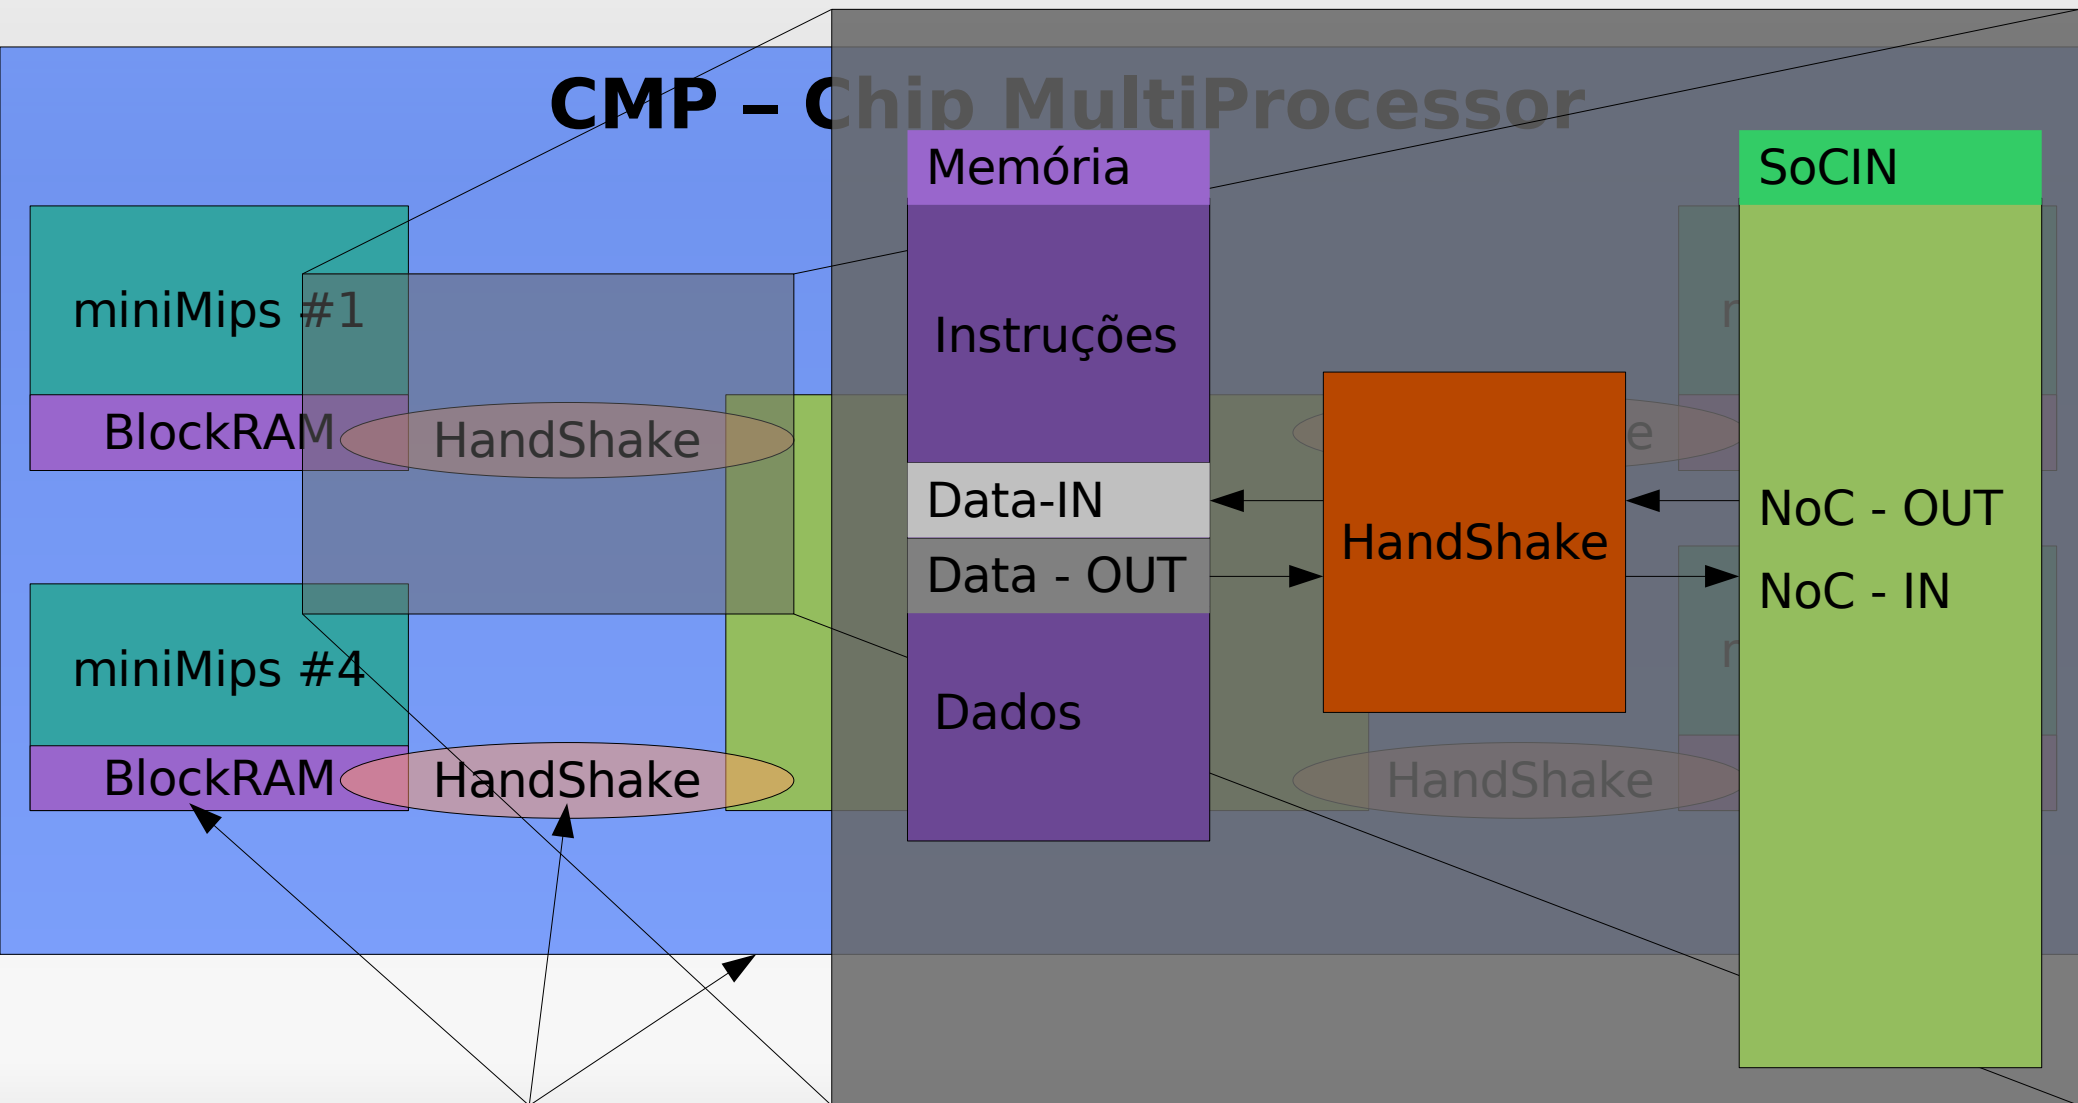 CMP – Chip MultiProcessor
miniMips #1
BlockRAM
HandShake
miniMips #4
BlockRAM
HandShake
Memória
Instruções
Data-IN
Data - OUT
Dados
HandShake
HandShake
SoCIN
NoC - OUT
NoC - IN